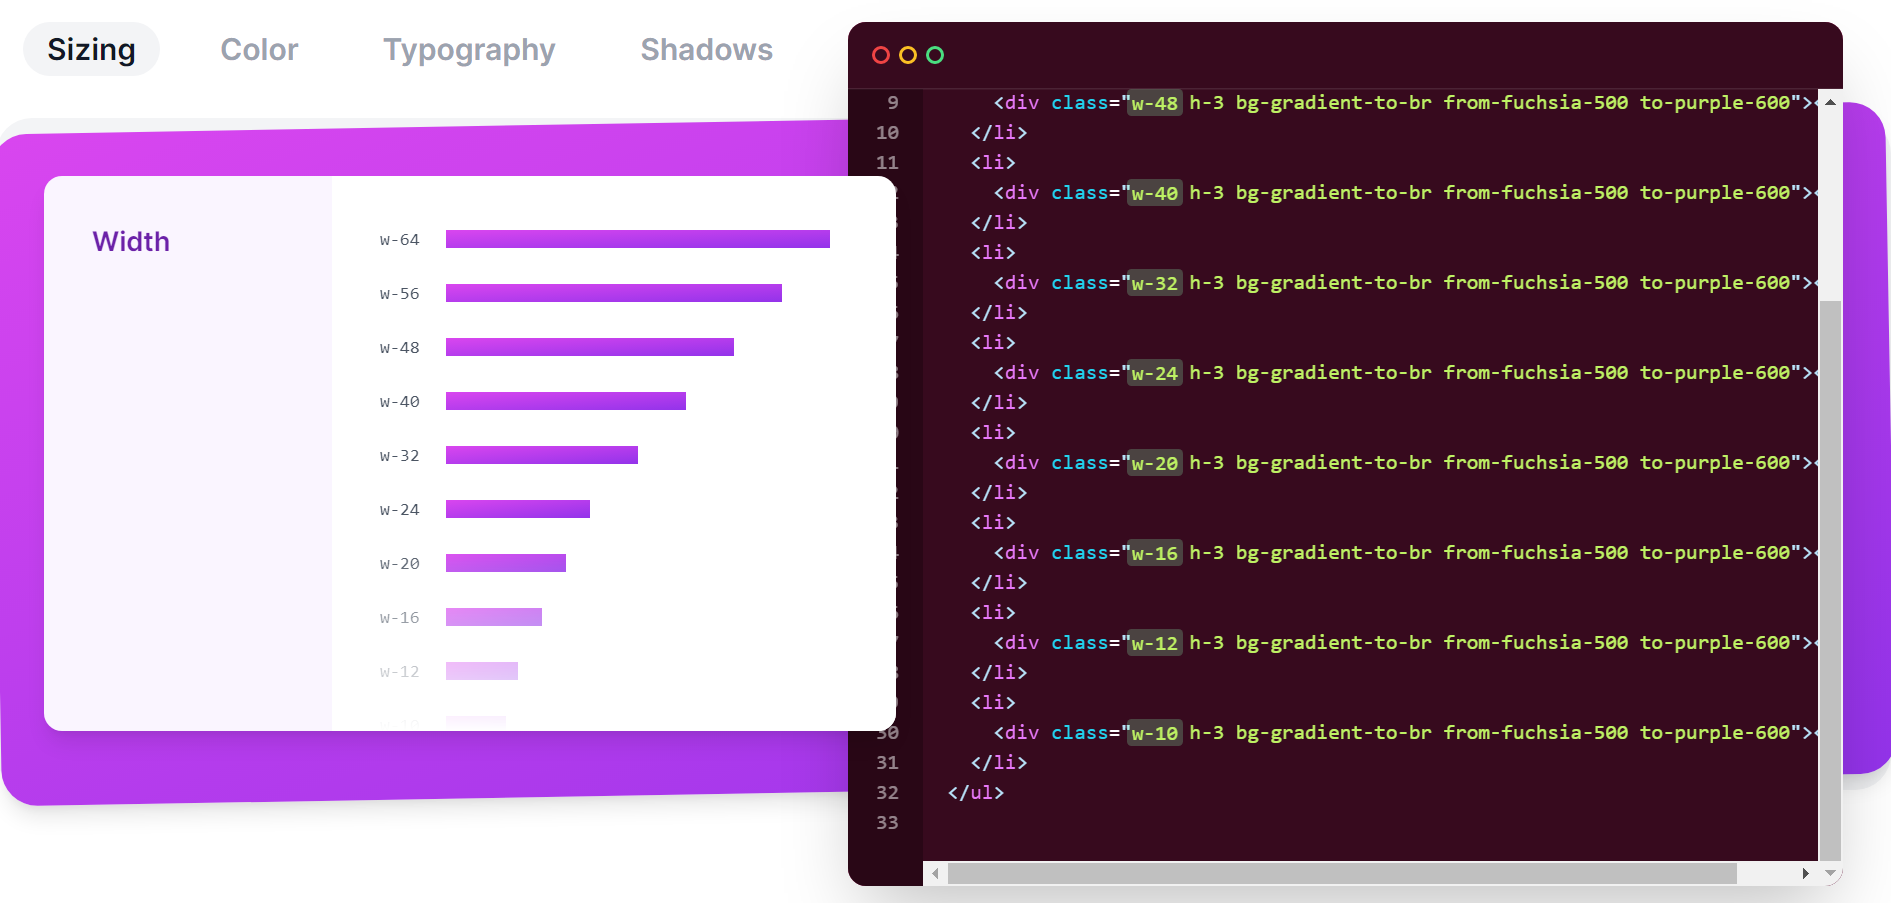 Sizing Color Typography Shadows
Width
w-64
w-56
w-48
w-40
w-32
w-24
w-20
w-16
w-12
w-10
9 <div class="w-48 h-3 bg-gradient-to-br from-fuchsia-500 to-purple-600">
10 </li>
11 <li>
<div class="w-40 h-3 bg-gradient-to-br from-fuchsia-500 to-purple-600">
</li>
<li>
<div class="w-32 h-3 bg-gradient-to-br from-fuchsia-500 to-purple-600">
</li>
<li>
<div class="w-24 h-3 bg-gradient-to-br from-fuchsia-500 to-purple-600">
</li>
<li>
<div class="w-20 h-3 bg-gradient-to-br from-fuchsia-500 to-purple-600">
</li>
<li>
<div class="w-16 h-3 bg-gradient-to-br from-fuchsia-500 to-purple-600">
</li>
<li>
<div class="w-12 h-3 bg-gradient-to-br from-fuchsia-500 to-purple-600">
</li>
<li>
30 <div class="w-10 h-3 bg-gradient-to-br from-fuchsia-500 to-purple-600">
31 </li>
32 </ul>
33